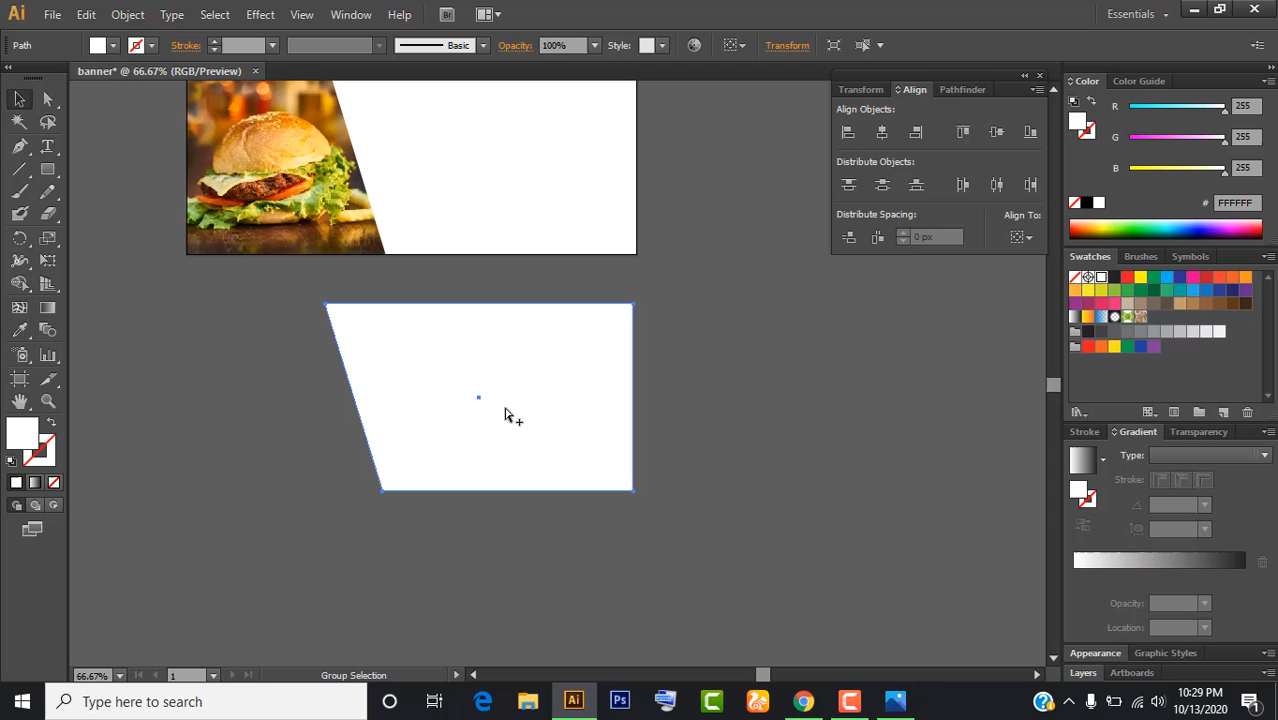 Ai File Edit Object Type Select Effect View Window Help Br Essentials
Path Stroke: Basic Opacity: 100% Style: Transform
banner* @ 66.67% (RGB/Preview)
Transform Align Pathfinder
Align Objects:
Distribute Objects:
Distribute Spacing: Align To:
0 px
Color Color Guide
R 255
G 255
B 255
# FFFFFF
Swatches Brushes Symbols
Stroke Gradient Transparency
Type:
Stroke:
Opacity:
Location:
Appearance Graphic Styles
Layers Artboards
66.67% 1 Group Selection
Type here to search
Ai Ps
10:29 PM
10/13/2020